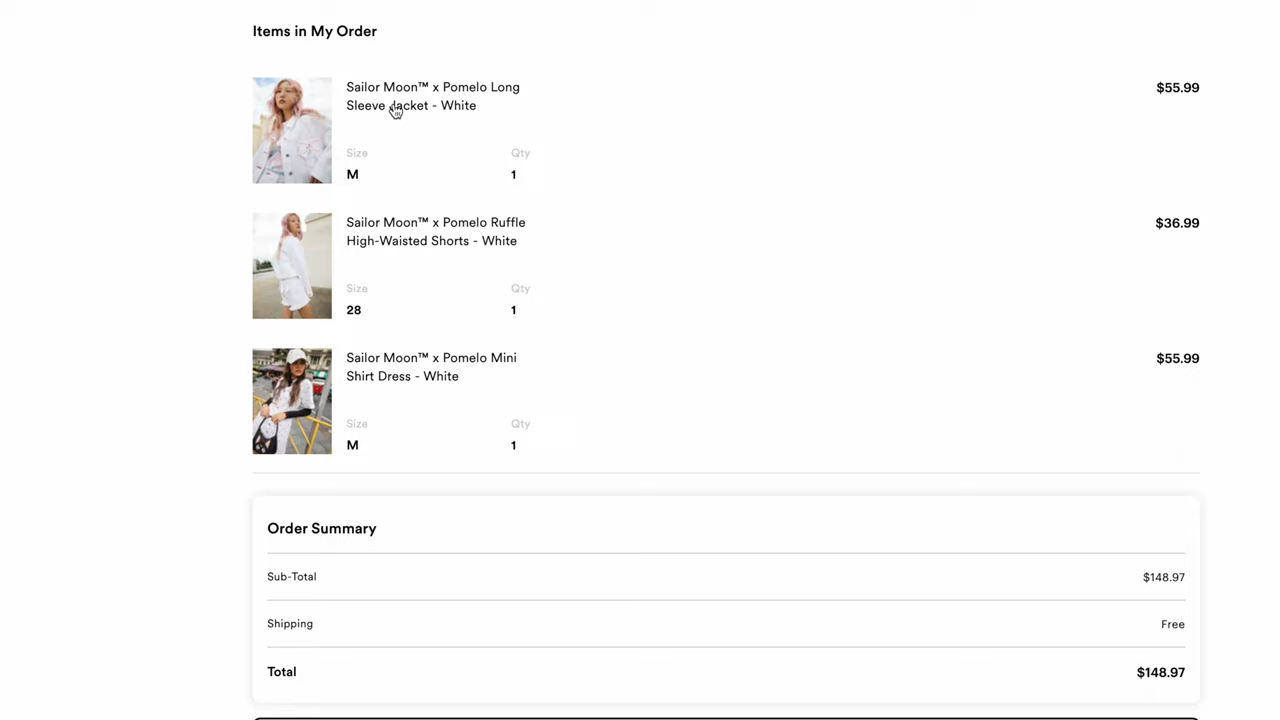 Items in My Order
Sailor Moon™ x Pomelo Long
Sleeve Jacket - White
$55.99
Size
Qty
M
1
Sailor Moon™ x Pomelo Ruffle
High-Waisted Shorts - White
$36.99
Size
Qty
28
1
Sailor Moon™ x Pomelo Mini
Shirt Dress - White
$55.99
Size
Qty
M
1
Order Summary
Sub-Total
$148.97
Shipping
Free
Total
$148.97